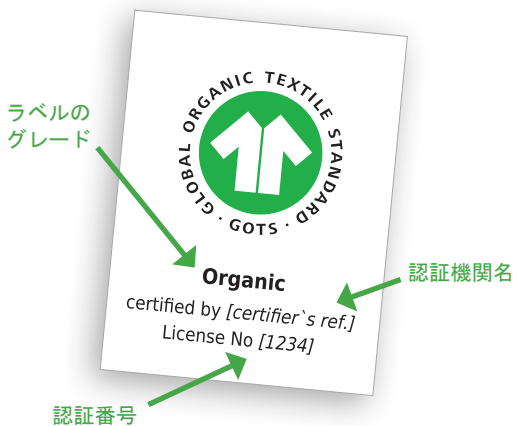 GLOBAL ORGANIC TEXTILE STANDARD
· GOTS ·
ラベルの
グレード
Organic
認証機関名
certified by [certifier`s ref.]
License No [1234]
認証番号